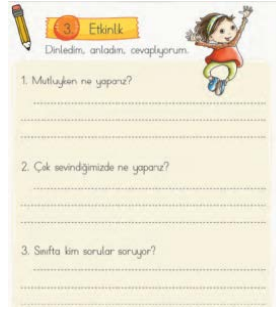 3. Etkinlik
Dinledim, anladım, cevaplıyorum.
1. Mutluyken ne yaparız?
2. Çok sevindiğimizde ne yaparız?
3. Sınıfta kim sorular soruyor?